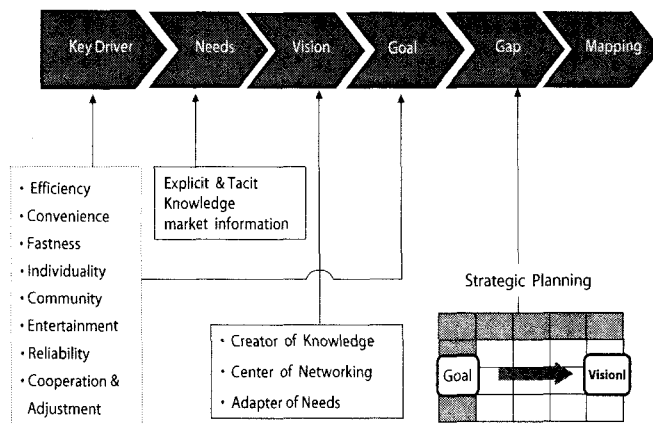 Key Driver
Needs
Vision
Goal
Gap
Mapping
• Efficiency
• Convenience
• Fastness
• Individuality
• Community
• Entertainment
• Reliability
• Cooperation &
Adjustment
Explicit & Tacit
Knowledge
market information
• Creator of Knowledge
• Center of Networking
• Adapter of Needs
Strategic Planning
Goal
Vision!